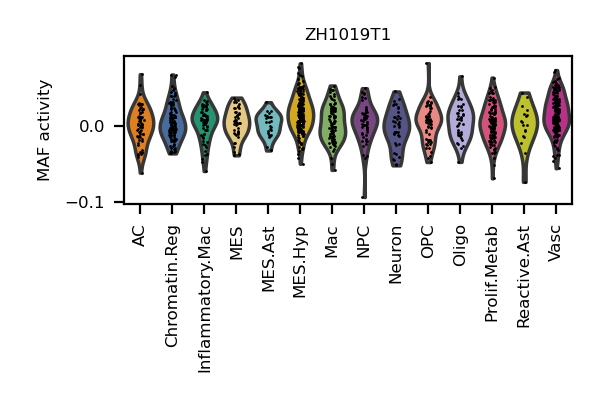 ZH1019T1
MAF activity
0.0
−0.1
AC
Chromatin.Reg
Inflammatory.Mac
MES
MES.Ast
MES.Hyp
Mac
NPC
Neuron
OPC
Oligo
Prolif.Metab
Reactive.Ast
Vasc